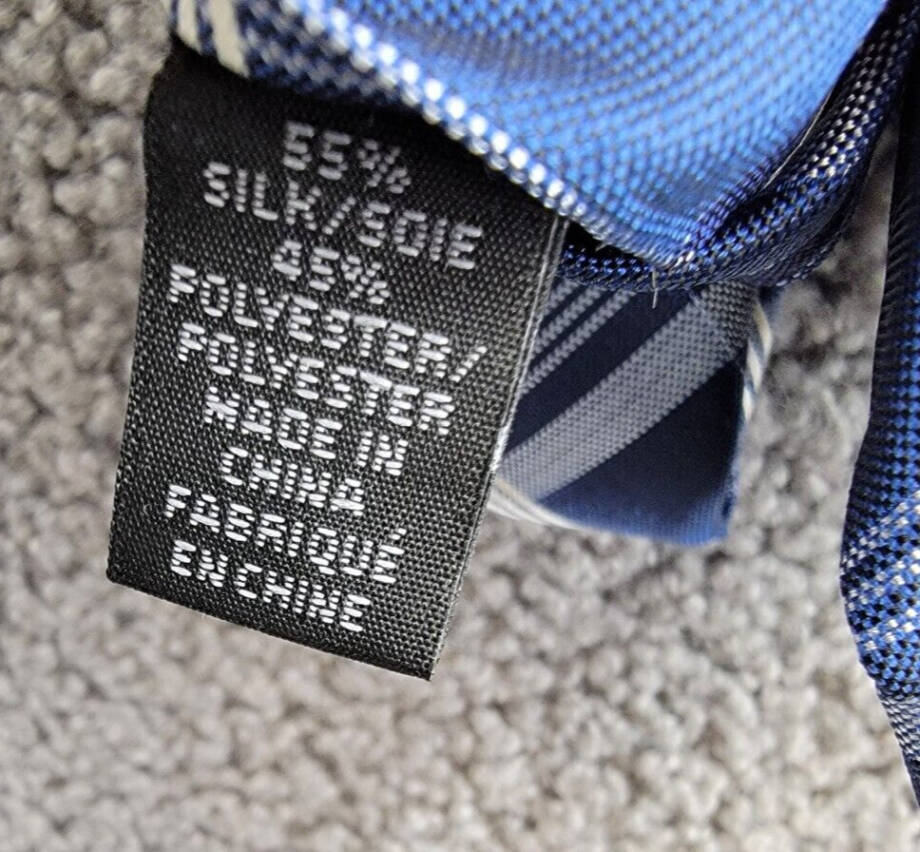 55%
SILK/SOIE
45%
POLYESTER/
POLYESTER
MADE IN
CHINA
FABRIQUÉ
EN CHINE